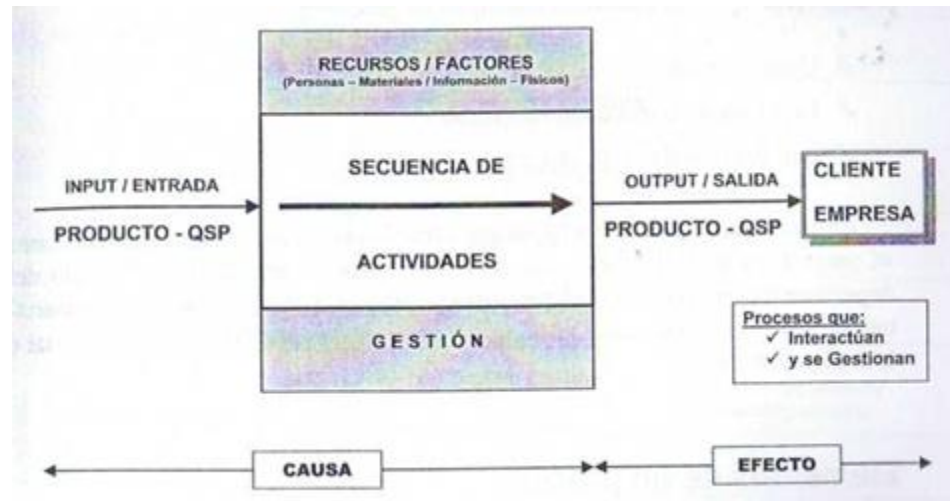 RECURSOS / FACTORES
(Personas – Materiales / Información – Físicos)
SECUENCIA DE
ACTIVIDADES
GESTIÓN
INPUT / ENTRADA
PRODUCTO - QSP
OUTPUT / SALIDA
PRODUCTO - QSP
CLIENTE
EMPRESA
Procesos que:
✓ Interactúan
✓ y se Gestionan
CAUSA
EFECTO